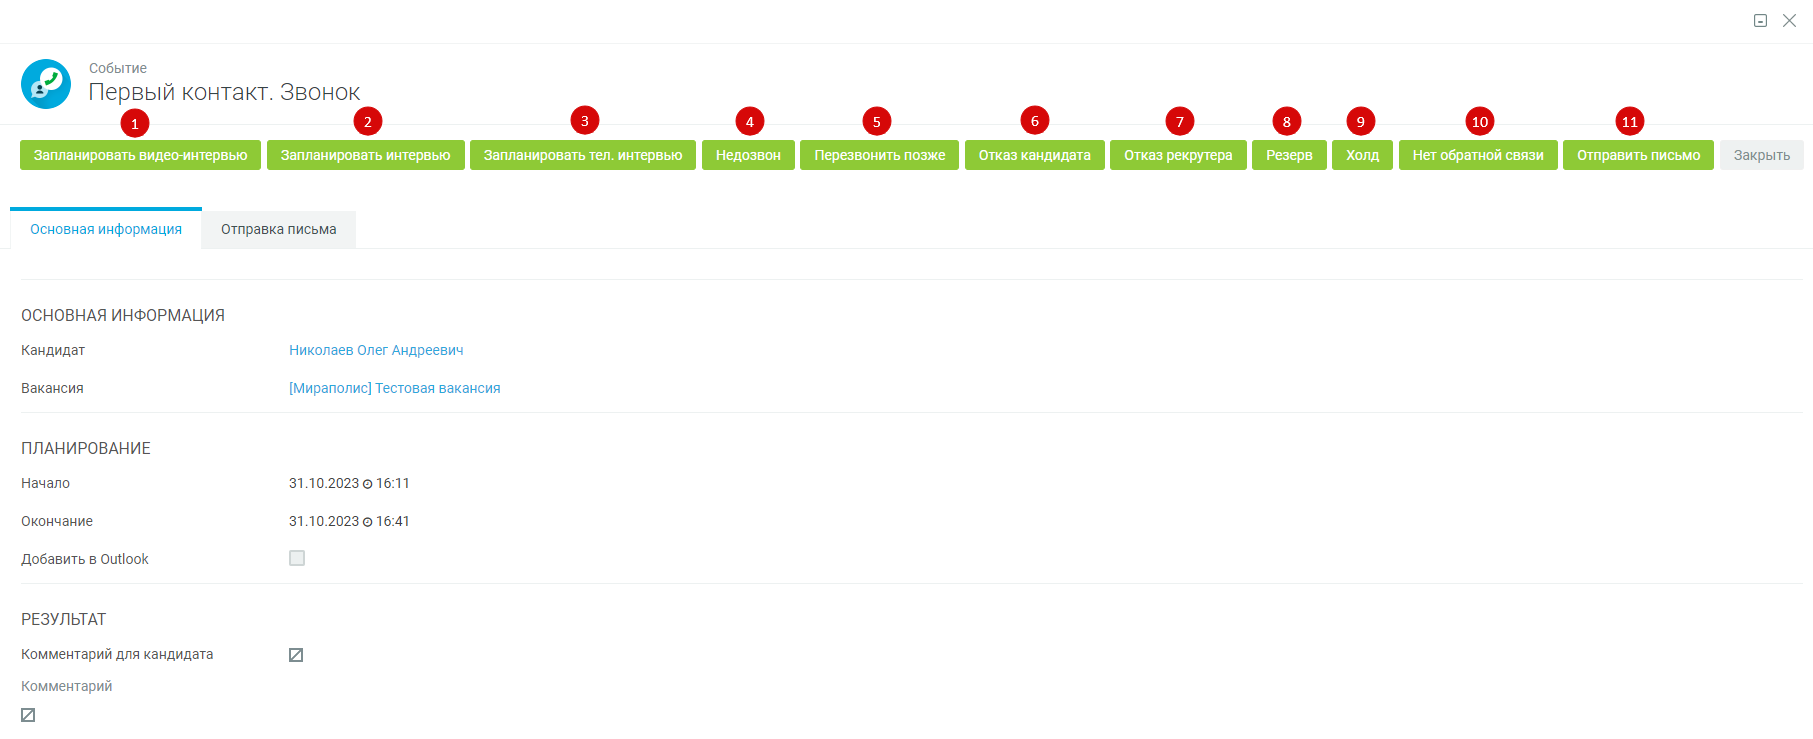 Событие
Первый контакт. Звонок
1 2 3 4 5 6 7 8 9 10 11
Запланировать видео-интервью Запланировать интервью Запланировать тел. интервью Недозвон Перезвонить позже Отказ кандидата Отказ рекрутера Резерв Холд Нет обратной связи Отправить письмо Закрыть
Основная информация Отправка письма
ОСНОВНАЯ ИНФОРМАЦИЯ
Кандидат Николаев Олег Андреевич
Вакансия [Мираполис] Тестовая вакансия
ПЛАНИРОВАНИЕ
Начало 31.10.2023 16:11
Окончание 31.10.2023 16:41
Добавить в Outlook
РЕЗУЛЬТАТ
Комментарий для кандидата
Комментарий